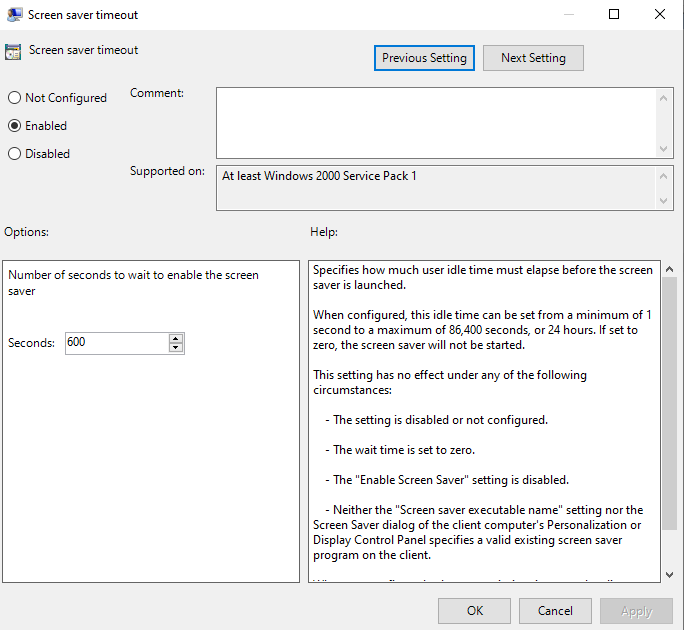 Screen saver timeout
Screen saver timeout
Previous Setting
Next Setting
Not Configured
Enabled
Disabled
Comment:
Supported on:
At least Windows 2000 Service Pack 1
Options:
Help:
Number of seconds to wait to enable the screen
saver
Seconds:
600
Specifies how much user idle time must elapse before the screen
saver is launched.
When configured, this idle time can be set from a minimum of 1
second to a maximum of 86,400 seconds, or 24 hours. If set to
zero, the screen saver will not be started.
This setting has no effect under any of the following
circumstances:
- The setting is disabled or not configured.
- The wait time is set to zero.
- The "Enable Screen Saver" setting is disabled.
- Neither the "Screen saver executable name" setting nor the
Screen Saver dialog of the client computer's Personalization or
Display Control Panel specifies a valid existing screen saver
program on the client.
OK
Cancel
Apply